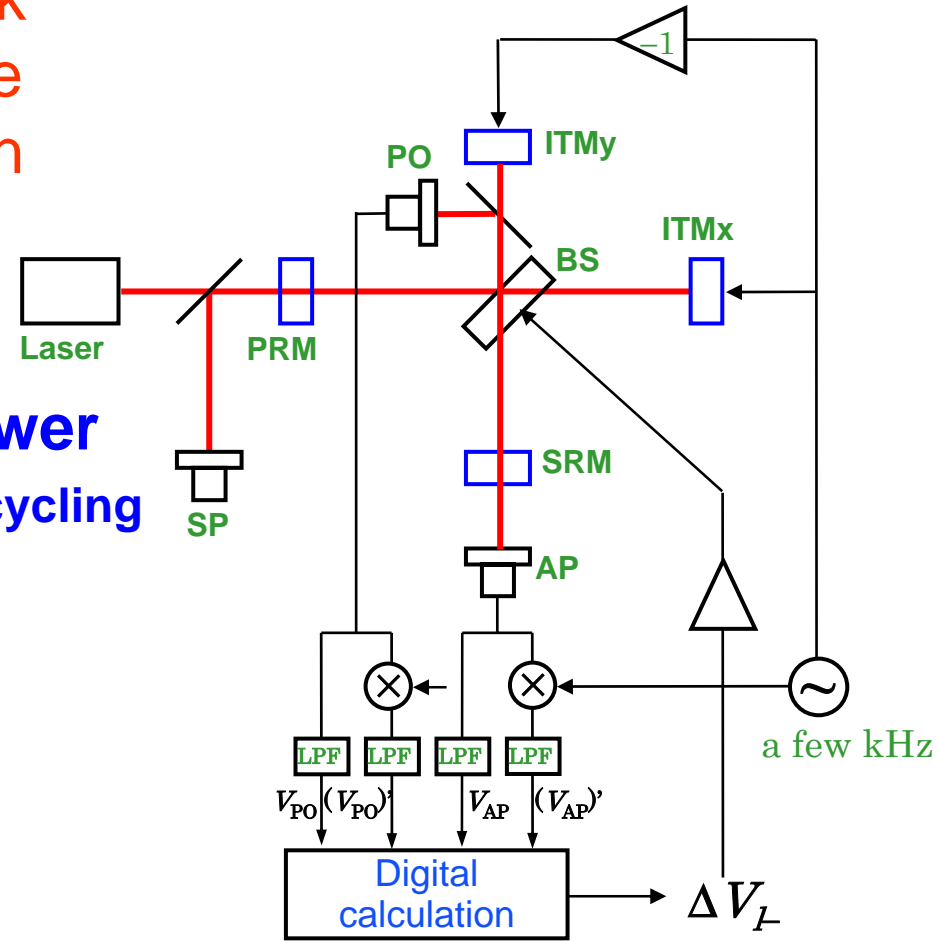 k
e
n
−1
ITMy
PO
ITMx
BS
Laser
PRM
wer
SRM
cycling
SP
AP
~
a few kHz
LPF LPF LPF LPF
V_PO (V_PO)' V_AP (V_AP)'
Digital
calculation
ΔV_l−